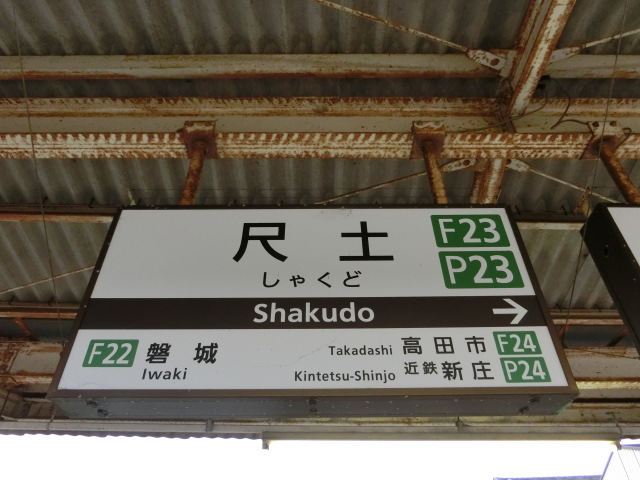 尺土 F23
しゃくど P23
Shakudo →
F22 磐城
Iwaki
Takadashi 高田市 F24
Kintetsu-Shinjo 近鉄新庄 P24